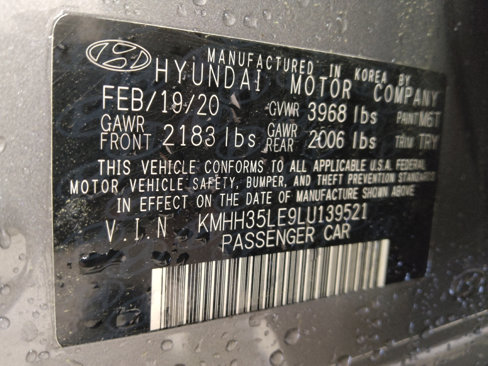 MANUFACTURED IN KOREA BY
HYUNDAI MOTOR COMPANY
FEB/19/20 GVWR 3968 lbs PAINT M6T
GAWR FRONT 2183 lbs GAWR REAR 2006 lbs TRIM TRY
THIS VEHICLE CONFORMS TO ALL APPLICABLE U.S.A. FEDERAL
MOTOR VEHICLE SAFETY, BUMPER, AND THEFT PREVENTION STANDARDS
IN EFFECT ON THE DATE OF MANUFACTURE SHOWN ABOVE.
V.I.N KMHH35LE9LU139521
PASSENGER CAR